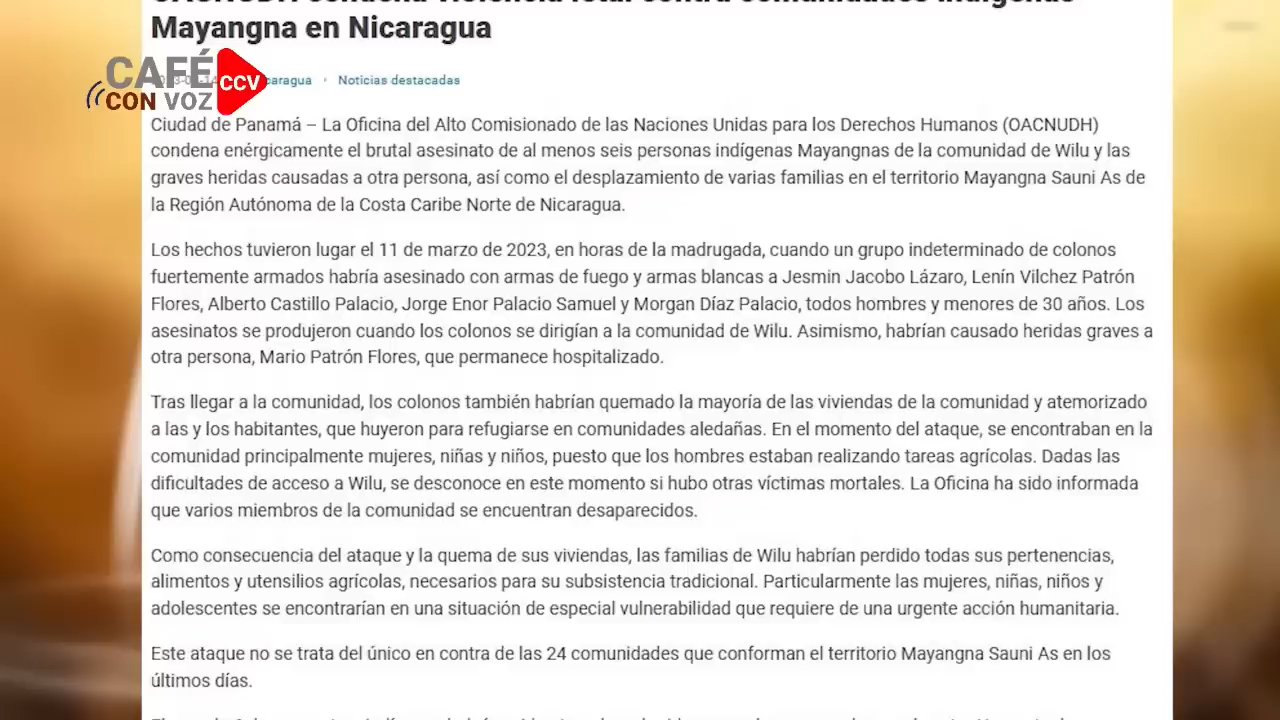 Mayangna en Nicaragua
CAFÉ
CON VOZ
CCV
Noticias destacadas
Ciudad de Panamá – La Oficina del Alto Comisionado de las Naciones Unidas para los Derechos Humanos (OACNUDH)
condena enérgicamente el brutal asesinato de al menos seis personas indígenas Mayangnas de la comunidad de Wilu y las
graves heridas causadas a otra persona, así como el desplazamiento de varias familias en el territorio Mayangna Sauni As de
la Región Autónoma de la Costa Caribe Norte de Nicaragua.
Los hechos tuvieron lugar el 11 de marzo de 2023, en horas de la madrugada, cuando un grupo indeterminado de colonos
fuertemente armados habría asesinado con armas de fuego y armas blancas a Jesmin Jacobo Lázaro, Lenín Vilchez Patrón
Flores, Alberto Castillo Palacio, Jorge Enor Palacio Samuel y Morgan Díaz Palacio, todos hombres y menores de 30 años. Los
asesinatos se produjeron cuando los colonos se dirigían a la comunidad de Wilu. Asimismo, habrían causado heridas graves a
otra persona, Mario Patrón Flores, que permanece hospitalizado.
Tras llegar a la comunidad, los colonos también habrían quemado la mayoría de las viviendas de la comunidad y atemorizado
a las y los habitantes, que huyeron para refugiarse en comunidades aledañas. En el momento del ataque, se encontraban en la
comunidad principalmente mujeres, niñas y niños, puesto que los hombres estaban realizando tareas agrícolas. Dadas las
dificultades de acceso a Wilu, se desconoce en este momento si hubo otras víctimas mortales. La Oficina ha sido informada
que varios miembros de la comunidad se encuentran desaparecidos.
Como consecuencia del ataque y la quema de sus viviendas, las familias de Wilu habrían perdido todas sus pertenencias,
alimentos y utensilios agrícolas, necesarios para su subsistencia tradicional. Particularmente las mujeres, niñas, niños y
adolescentes se encontrarían en una situación de especial vulnerabilidad que requiere de una urgente acción humanitaria.
Este ataque no se trata del único en contra de las 24 comunidades que conforman el territorio Mayangna Sauni As en los
últimos días.